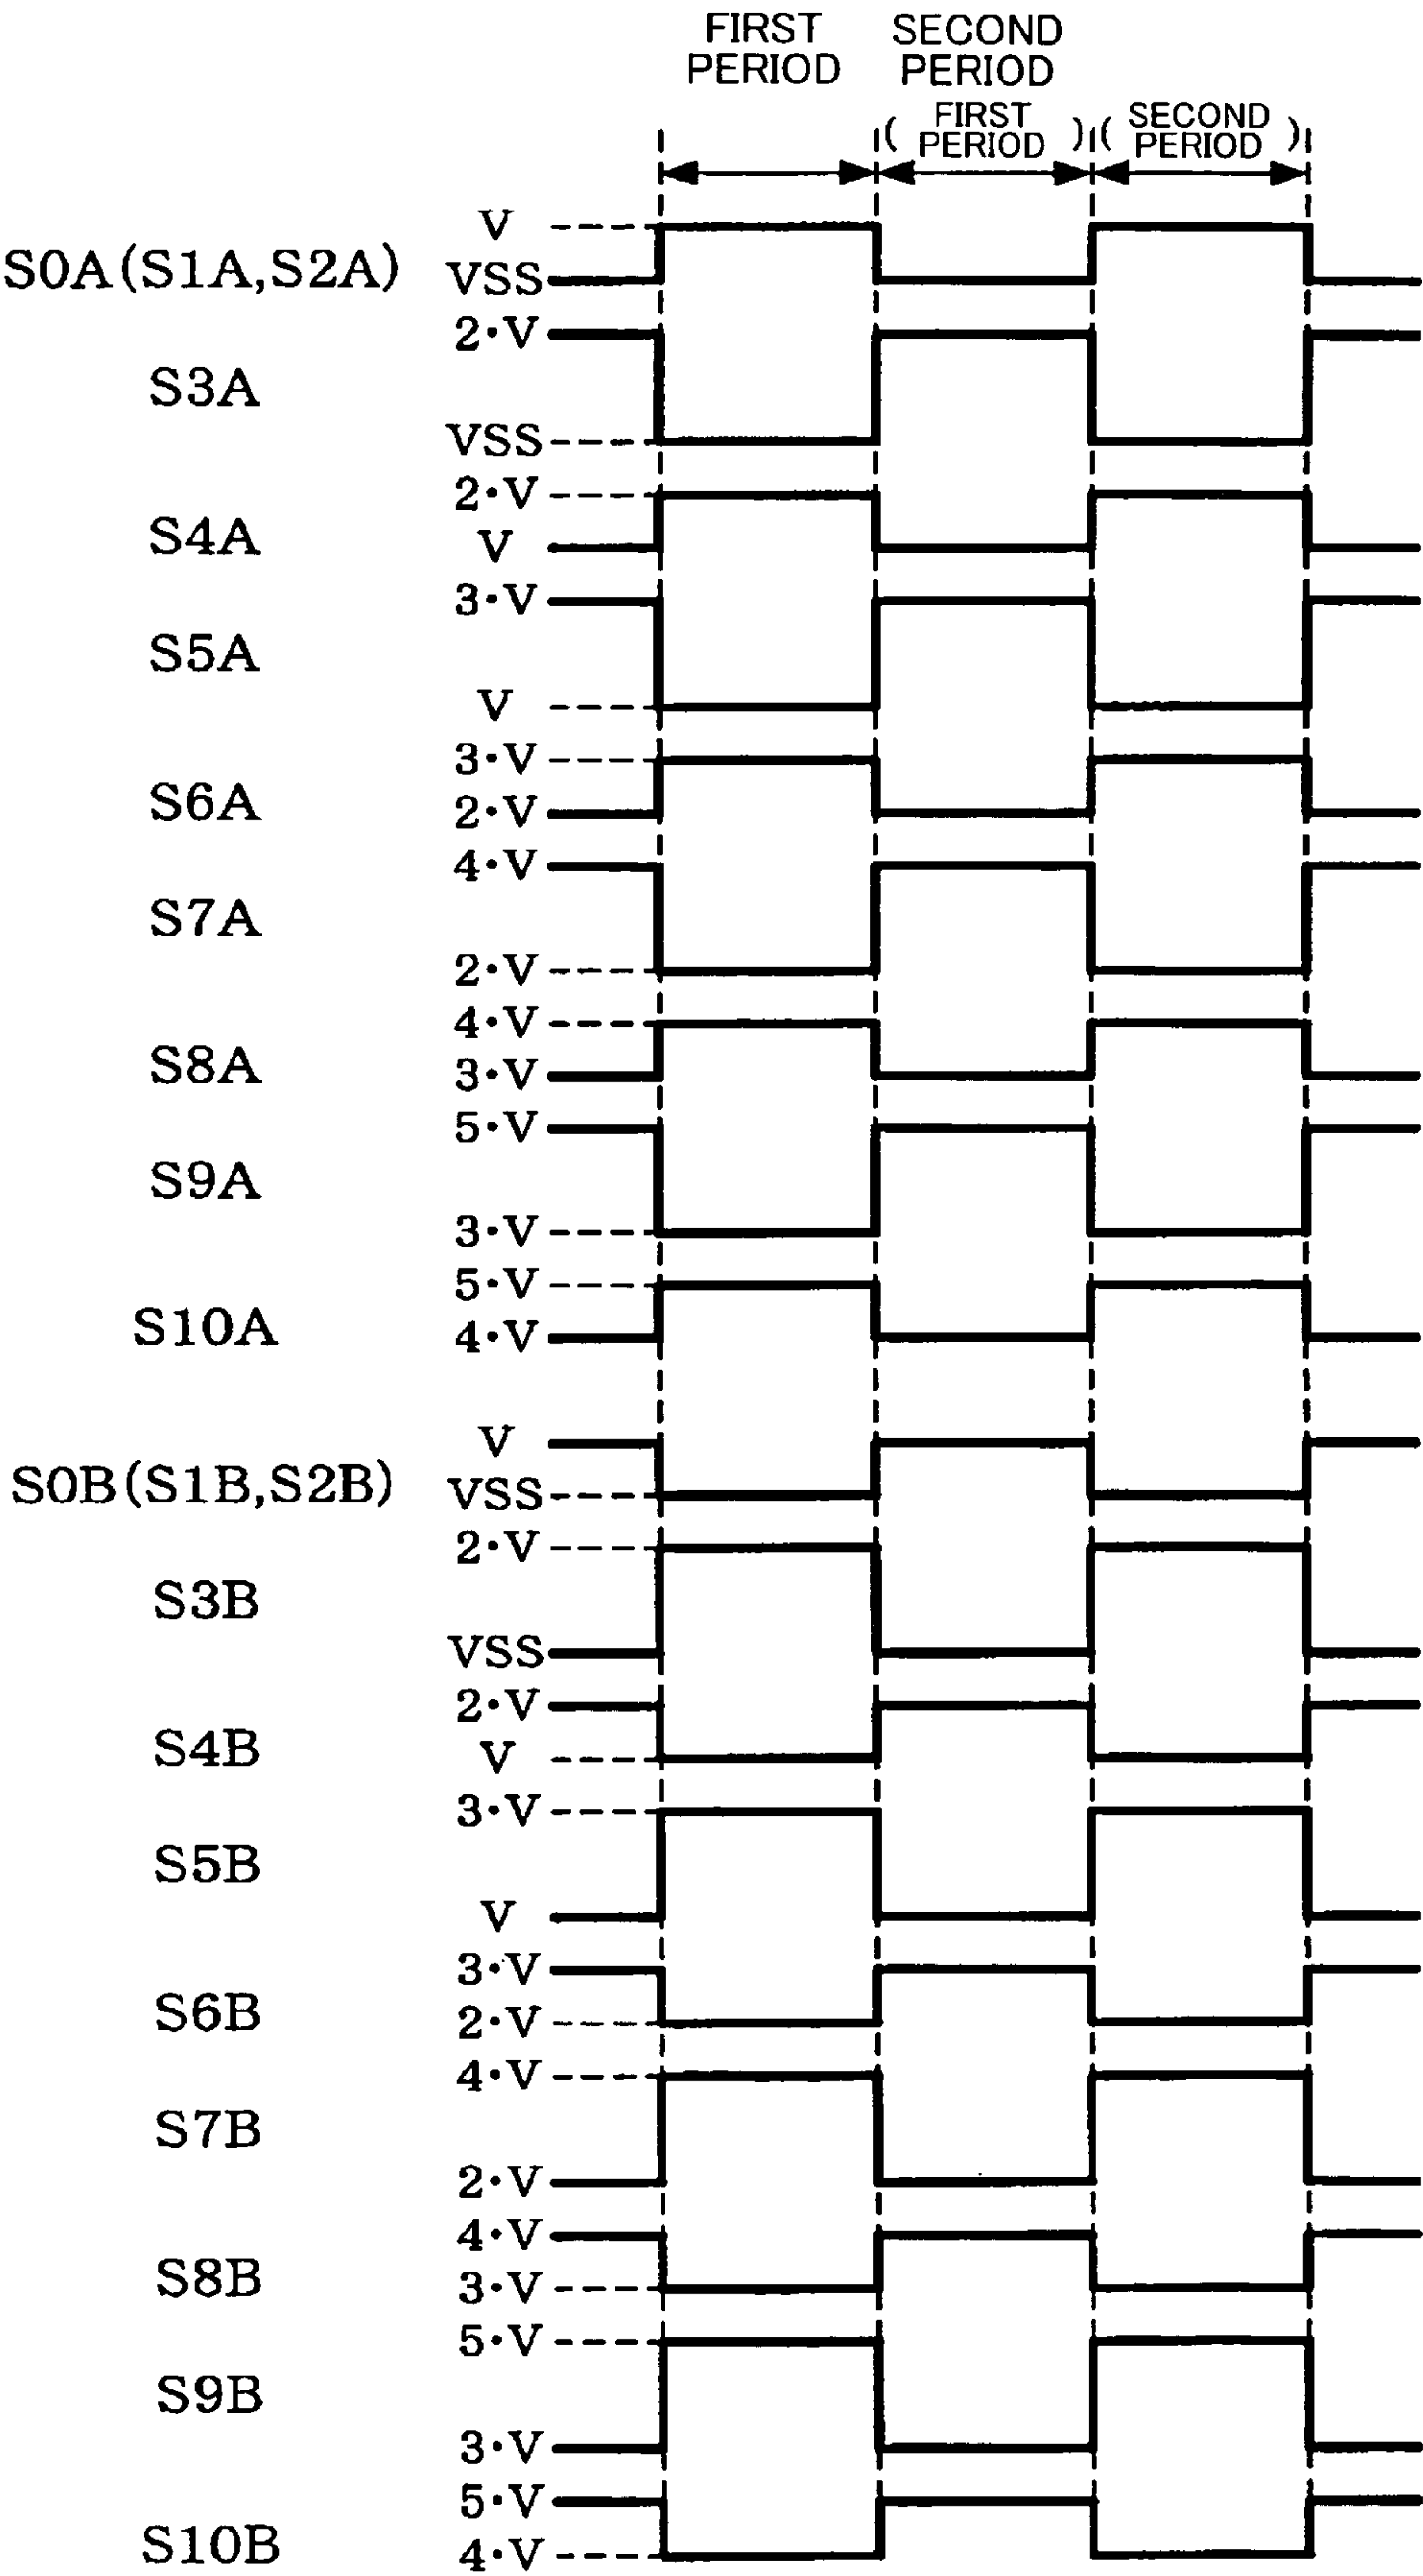 FIRST PERIOD
SECOND PERIOD
( FIRST PERIOD )
( SECOND PERIOD )
V
S0A(S1A,S2A)
VSS
2·V
S3A
VSS
2·V
S4A
V
3·V
S5A
V
3·V
S6A
2·V
4·V
S7A
2·V
4·V
S8A
3·V
5·V
S9A
3·V
5·V
S10A
4·V
V
S0B(S1B,S2B)
VSS
2·V
S3B
VSS
2·V
S4B
V
3·V
S5B
V
3·V
S6B
2·V
4·V
S7B
2·V
4·V
S8B
3·V
5·V
S9B
3·V
5·V
S10B
4·V